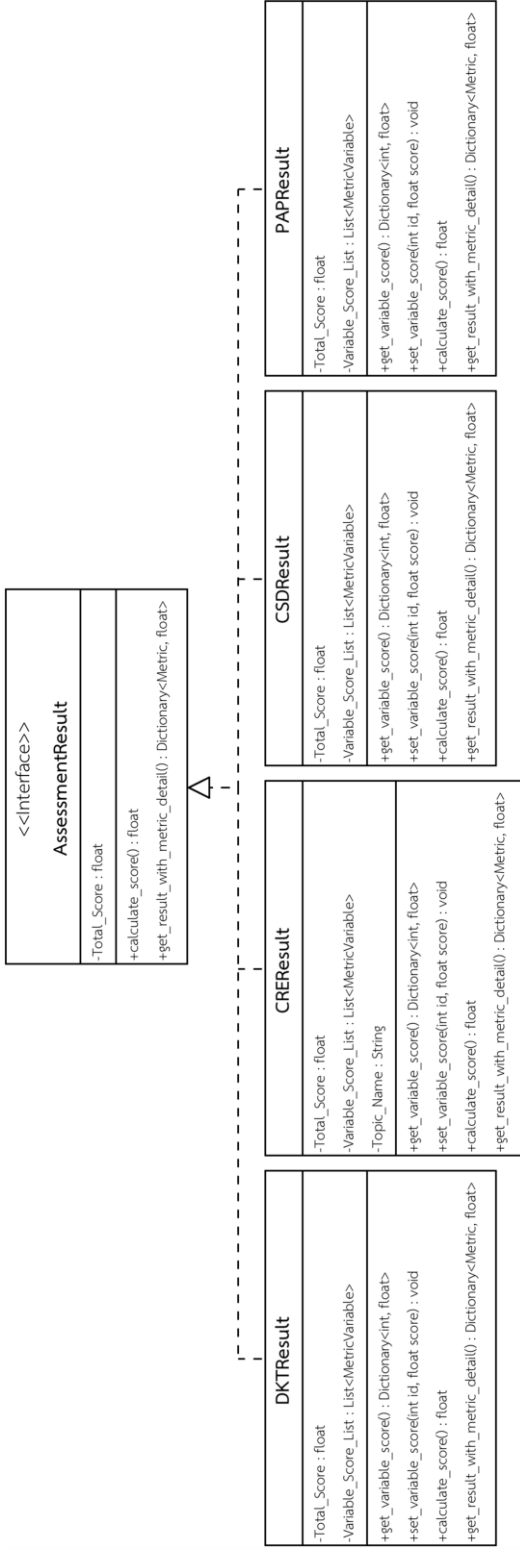 <<Interface>>
AssessmentResult
-Total_Score : float
+calculate_score() : float
+get_result_with_metric_detail() : Dictionary<Metric, float>
DKTResult
-Total_Score : float
-Variable_Score_List : List<MetricVariable>
+get_variable_score() : Dictionary<int, float>
+set_variable_score(int id, float score) : void
+calculate_score() : float
+get_result_with_metric_detail() : Dictionary<Metric, float>
CREResult
-Total_Score : float
-Variable_Score_List : List<MetricVariable>
-Topic_Name : String
+get_variable_score() : Dictionary<int, float>
+set_variable_score(int id, float score) : void
+calculate_score() : float
+get_result_with_metric_detail() : Dictionary<Metric, float>
CSDResult
-Total_Score : float
-Variable_Score_List : List<MetricVariable>
+get_variable_score() : Dictionary<int, float>
+set_variable_score(int id, float score) : void
+calculate_score() : float
+get_result_with_metric_detail() : Dictionary<Metric, float>
PAPResult
-Total_Score : float
-Variable_Score_List : List<MetricVariable>
+get_variable_score() : Dictionary<int, float>
+set_variable_score(int id, float score) : void
+calculate_score() : float
+get_result_with_metric_detail() : Dictionary<Metric, float>